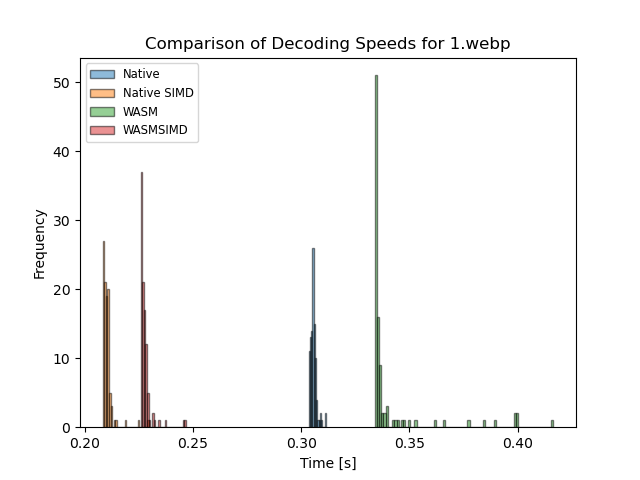 Comparison of Decoding Speeds for 1.webp
Native
Native SIMD
WASM
WASMSIMD
50
40
30
20
10
0
Frequency
0.20 0.25 0.30 0.35 0.40
Time [s]